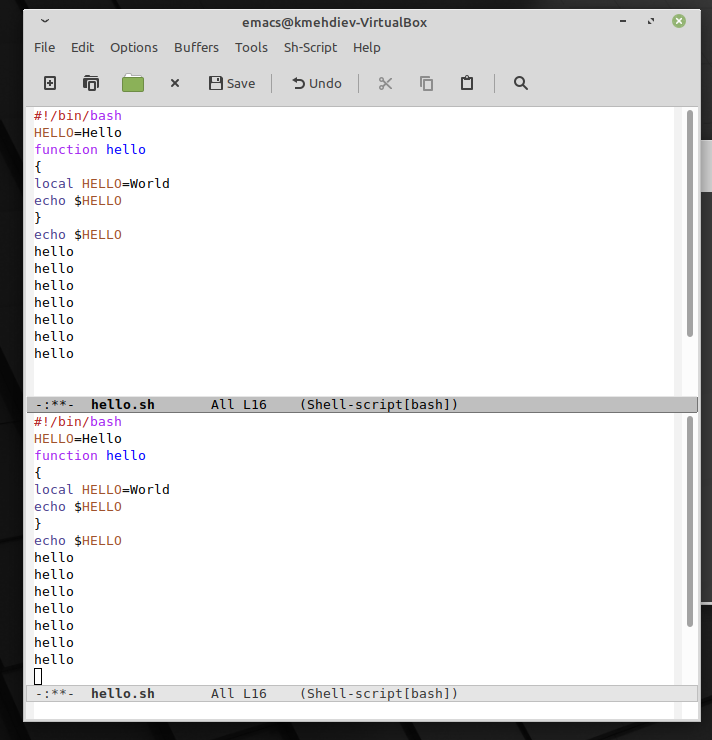 emacs@kmehdiev-VirtualBox
File Edit Options Buffers Tools Sh-Script Help
Save Undo
#!/bin/bash
HELLO=Hello
function hello
{
local HELLO=World
echo $HELLO
}
echo $HELLO
hello
hello
hello
hello
hello
hello
hello
-:**- hello.sh All L16 (Shell-script[bash])
#!/bin/bash
HELLO=Hello
function hello
{
local HELLO=World
echo $HELLO
}
echo $HELLO
hello
hello
hello
hello
hello
hello
hello
-:**- hello.sh All L16 (Shell-script[bash])